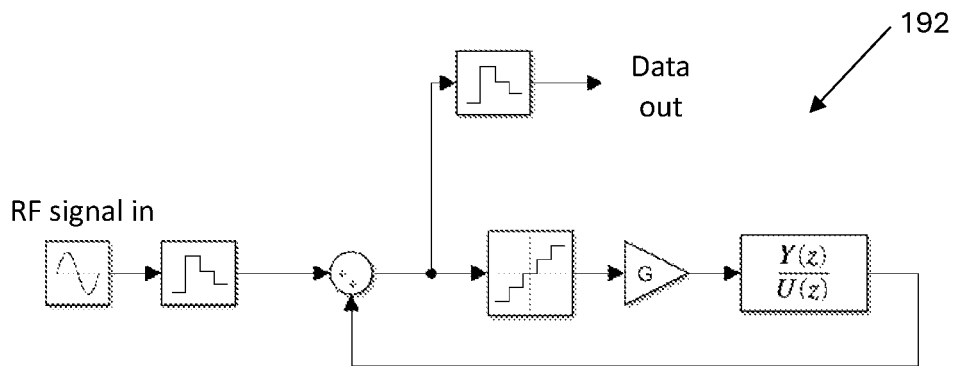 192
Data
out
RF signal in
+
+
G
Y(z)
U(z)